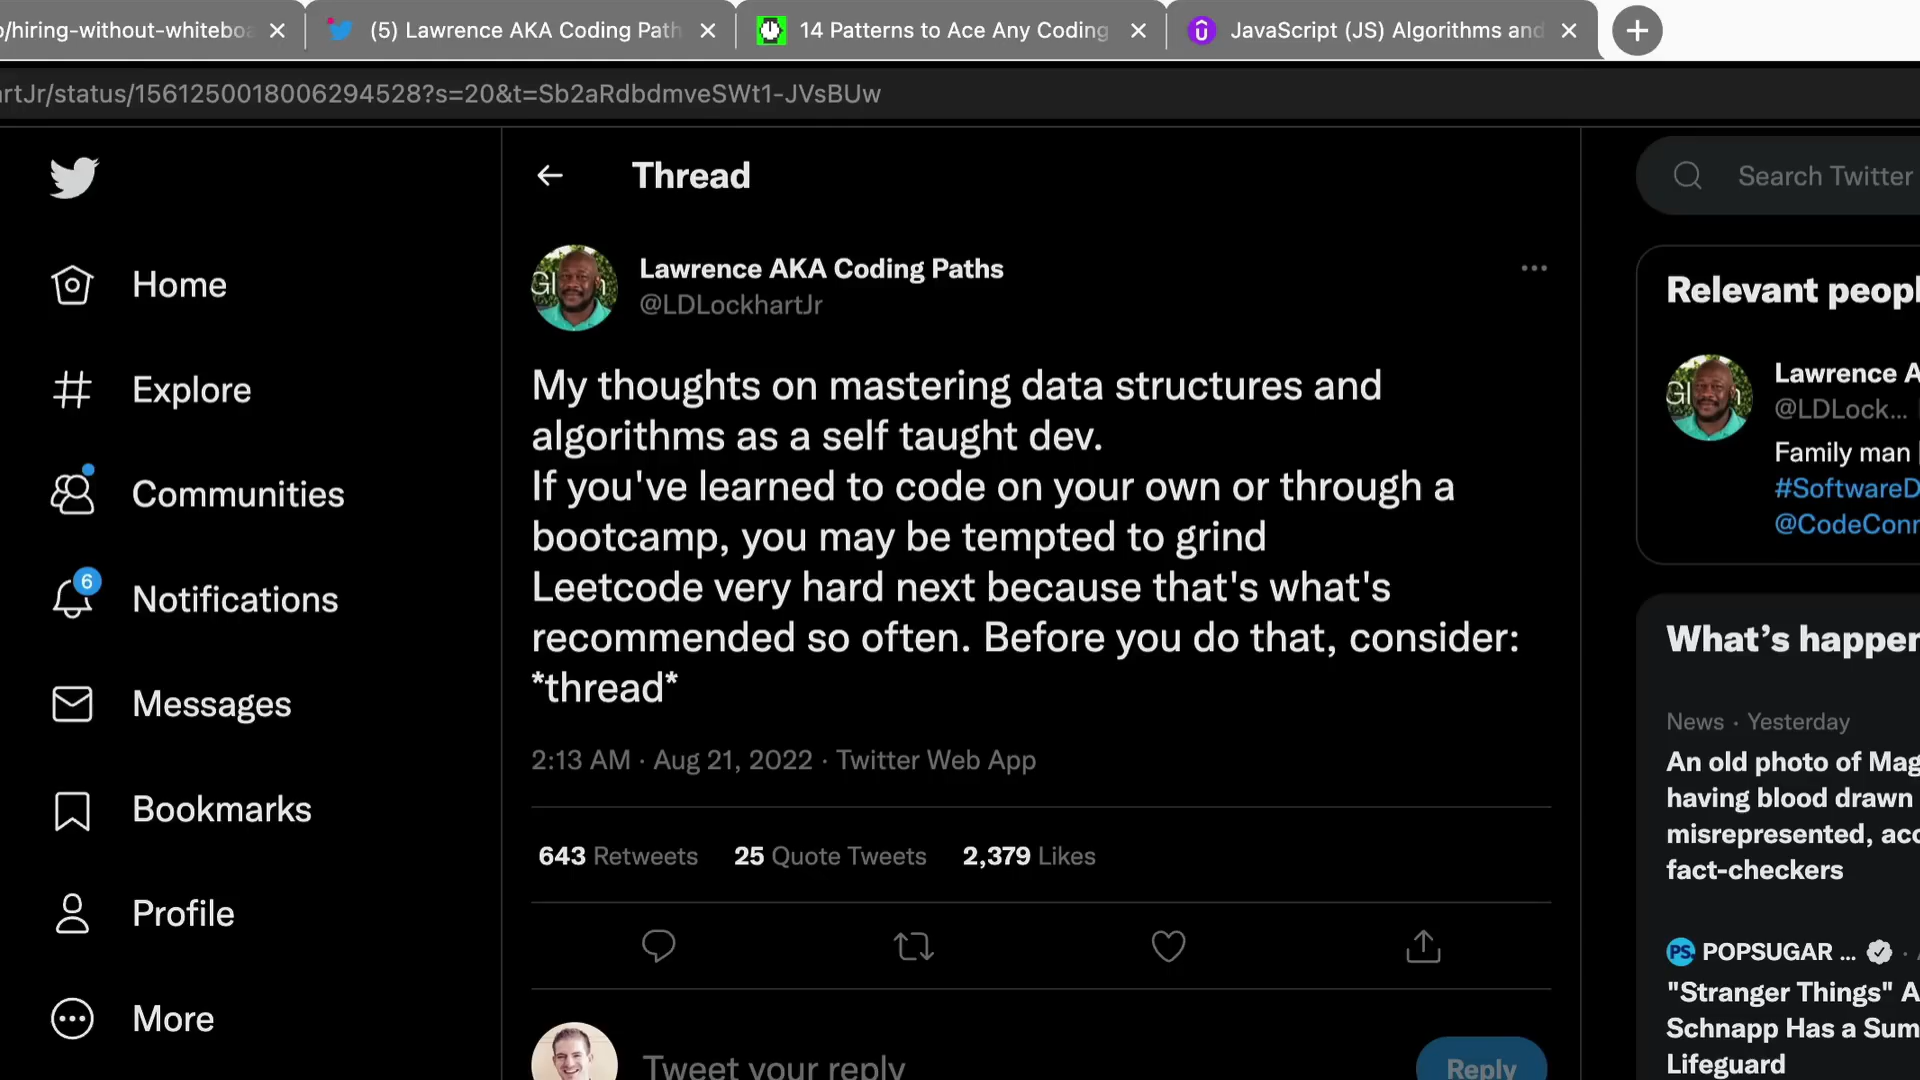 o/hiring-without-whiteboa
(5) Lawrence AKA Coding Path
14 Patterns to Ace Any Coding
JavaScript (JS) Algorithms and
rtJr/status/1561250018006294528?s=20&t=Sb2aRdbdmveSWt1-JVsBUw
Home
Explore
Communities
6
Notifications
Messages
Bookmarks
Profile
More
Thread
Lawrence AKA Coding Paths
@LDLockhartJr
My thoughts on mastering data structures and
algorithms as a self taught dev.
If you've learned to code on your own or through a
bootcamp, you may be tempted to grind
Leetcode very hard next because that's what's
recommended so often. Before you do that, consider:
*thread*
2:13 AM · Aug 21, 2022 · Twitter Web App
643 Retweets 25 Quote Tweets 2,379 Likes
Tweet your reply
Reply
Search Twitter
Relevant peopl
Lawrence A
@LDLock...
Family man
#SoftwareD
@CodeConn
What's happen
News · Yesterday
An old photo of Mag
having blood drawn
misrepresented, acc
fact-checkers
PS POPSUGAR ...
"Stranger Things" A
Schnapp Has a Sum
Lifeguard